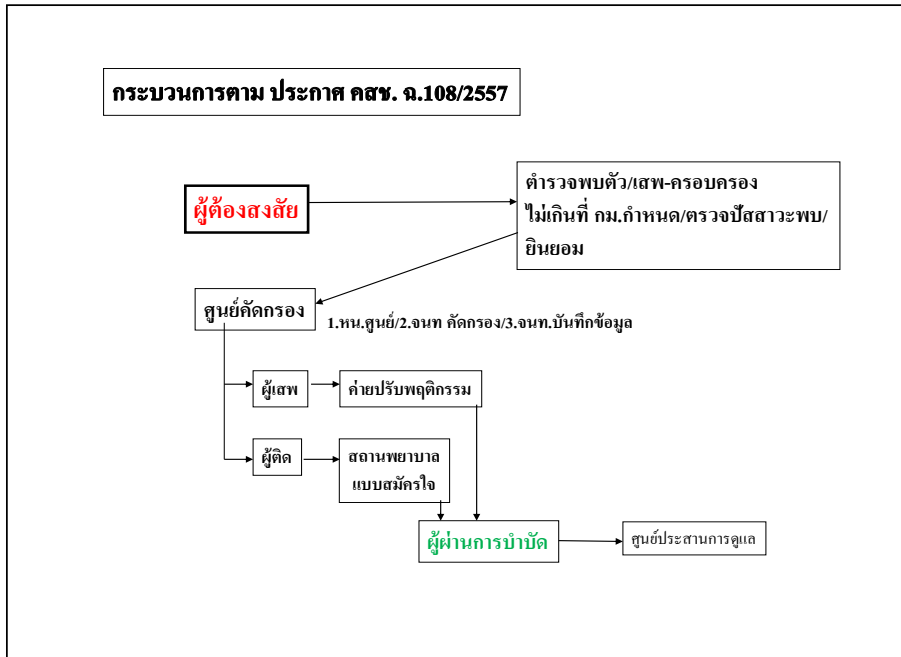 กระบวนการตาม ประกาศ คสช. ฉ.108/2557
ผู้ต้องสงสัย
ตำรวจพบตัว/เสพ-ครอบครอง
ไม่เกินที่ กม.กำหนด/ตรวจปัสสาวะพบ/
ยินยอม
ศูนย์คัดกรอง
1.หน.ศูนย์/2.จนท คัดกรอง/3.จนท.บันทึกข้อมูล
ผู้เสพ
ค่ายปรับพฤติกรรม
ผู้ติด
สถานพยาบาล
แบบสมัครใจ
ผู้ผ่านการบำบัด
ศูนย์ประสานการดูแล